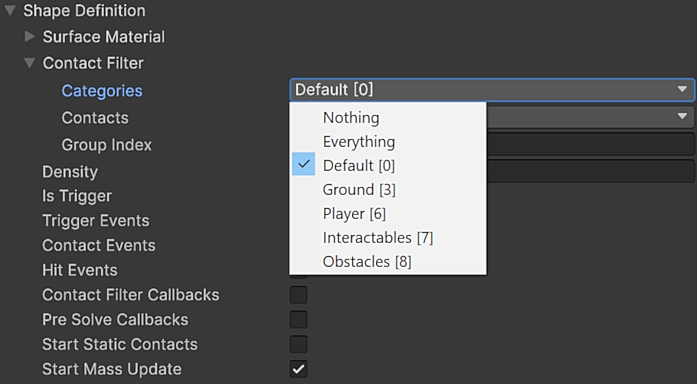 Shape Definition
Surface Material
Contact Filter
Categories Default [0]
Contacts Nothing
Everything
Group Index
Default [0]
Density
Ground [3]
Is Trigger
Player [6]
Trigger Events
Interactables [7]
Contact Events
Obstacles [8]
Hit Events
Contact Filter Callbacks
Pre Solve Callbacks
Start Static Contacts
Start Mass Update